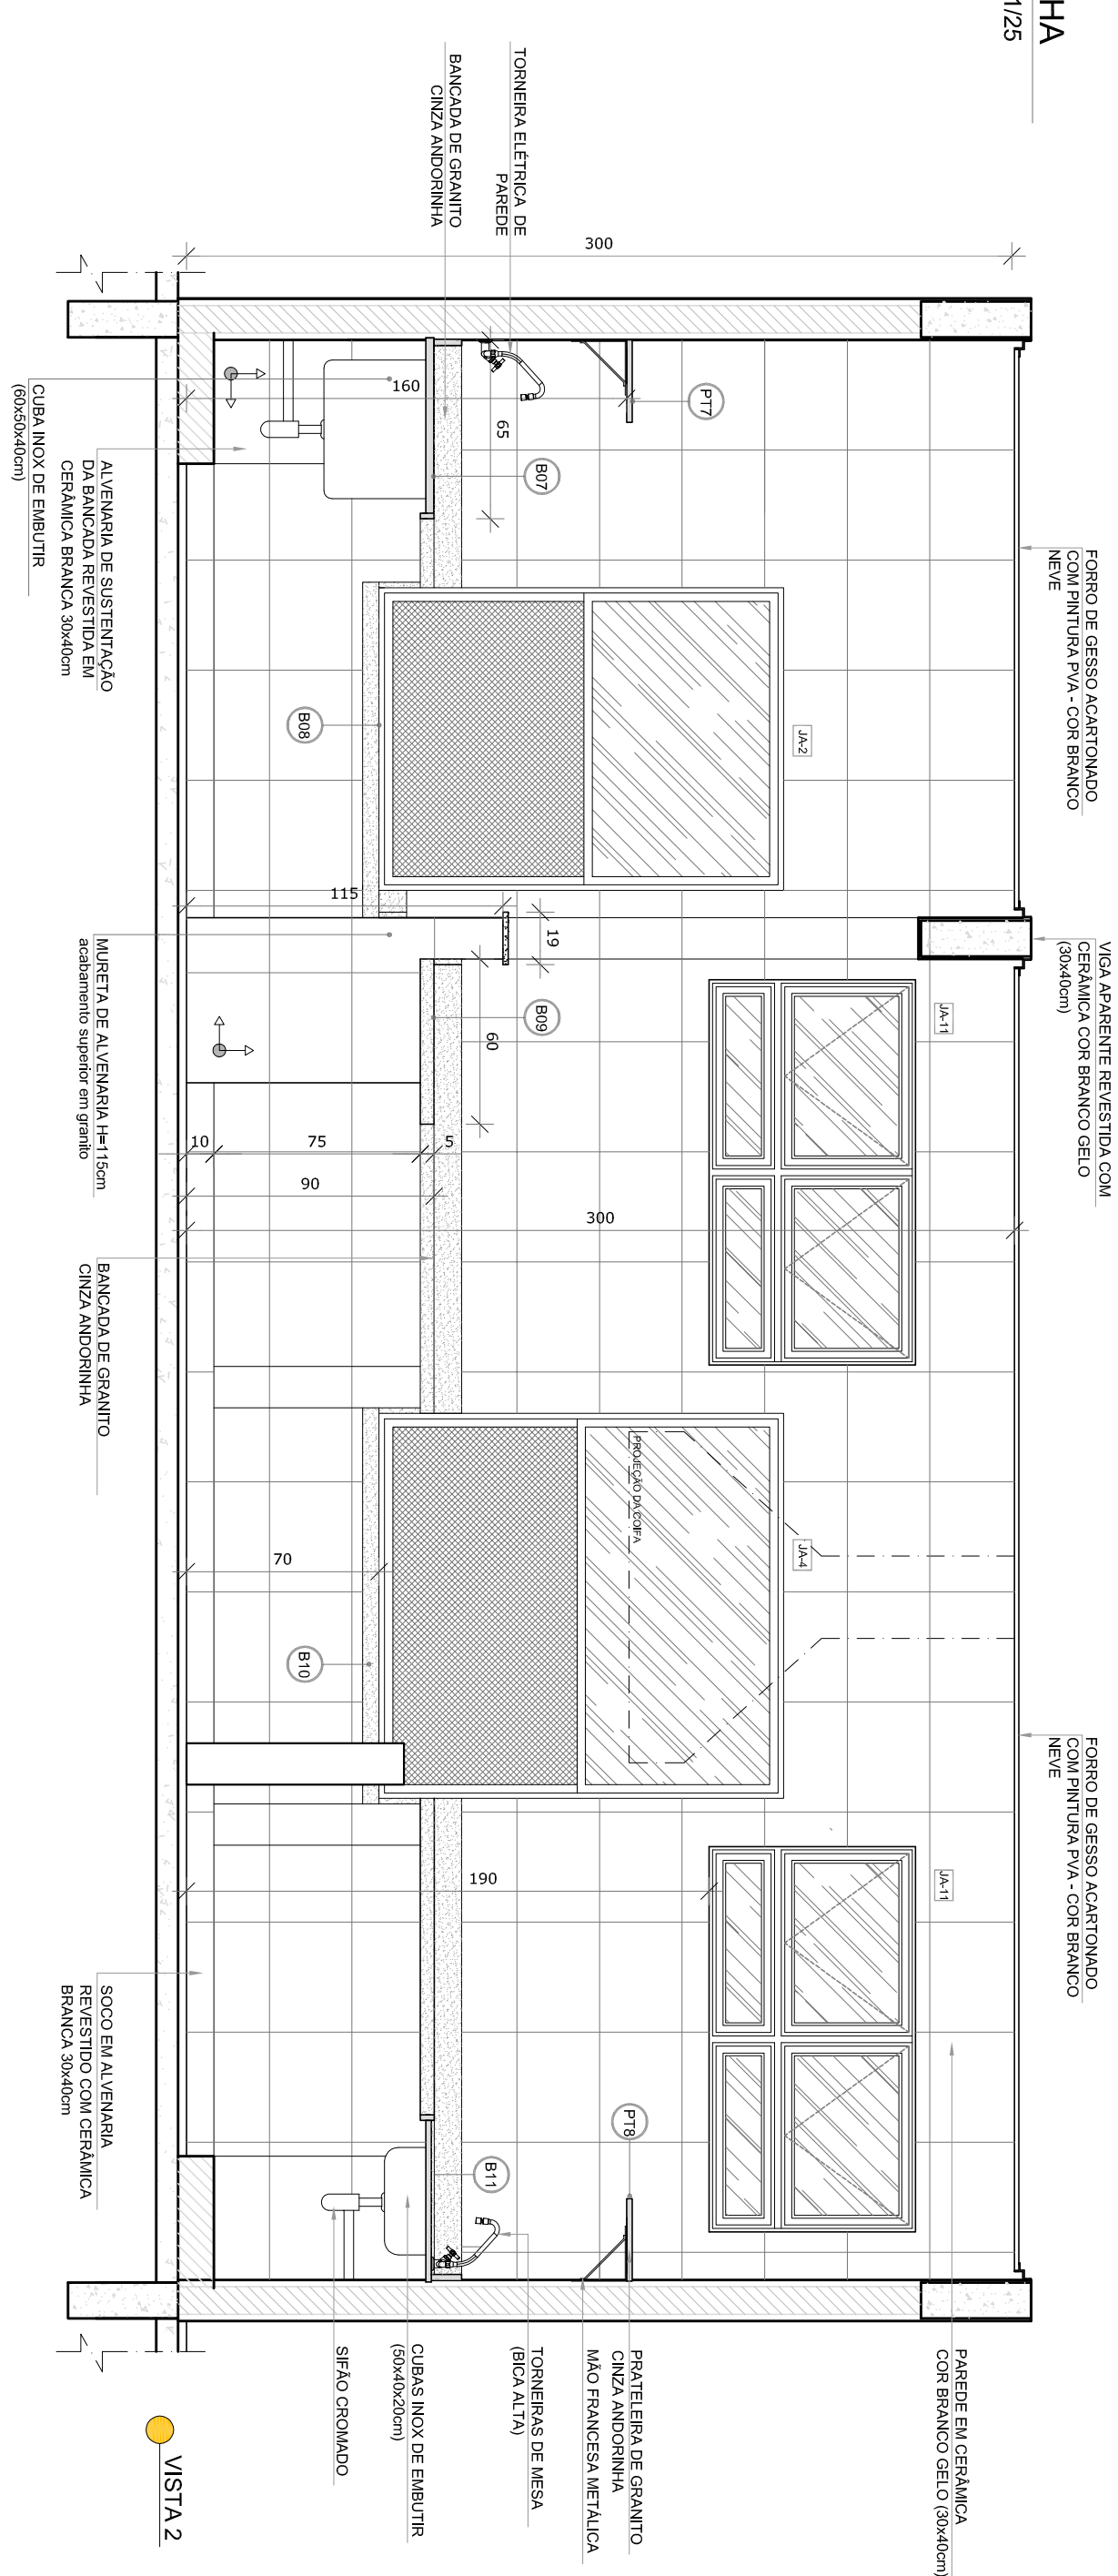 HA
1/25
TORNEIRA ELÉTRICA DE
PAREDE
BANCADA DE GRANITO
CINZA ANDORINHA
300
FORRO DE GESSO ACARTONADO
COM PINTURA PVA - COR BRANCO
NEVE
VIGA APARENTE REVESTIDA COM
CERÂMICA COR BRANCO GELO
(30x40cm)
FORRO DE GESSO ACARTONADO
COM PINTURA PVA - COR BRANCO
NEVE
PAREDE EM CERÂMICA
COR BRANCO GELO (30x40cm)
PT7
160
65
B07
JA-2
B08
115
19
B09
60
JA-11
10
75
5
90
300
PROJEÇÃO DA COIFA
JA-4
70
B10
190
JA-11
PT8
B11
CUBA INOX DE EMBUTIR
(60x50x40cm)
ALVENARIA DE SUSTENTAÇÃO
DA BANCADA REVESTIDA EM
CERÂMICA BRANCA 30x40cm
MURETA DE ALVENARIA H=115cm
acabamento superior em granito
BANCADA DE GRANITO
CINZA ANDORINHA
SOCO EM ALVENARIA
REVESTIDO COM CERÂMICA
BRANCA 30x40cm
PRATELEIRA DE GRANITO
CINZA ANDORINHA
MÃO FRANCESA METÁLICA
TORNEIRAS DE MESA
(BICA ALTA)
CUBAS INOX DE EMBUTIR
(50x40x20cm)
SIFÃO CROMADO
VISTA 2